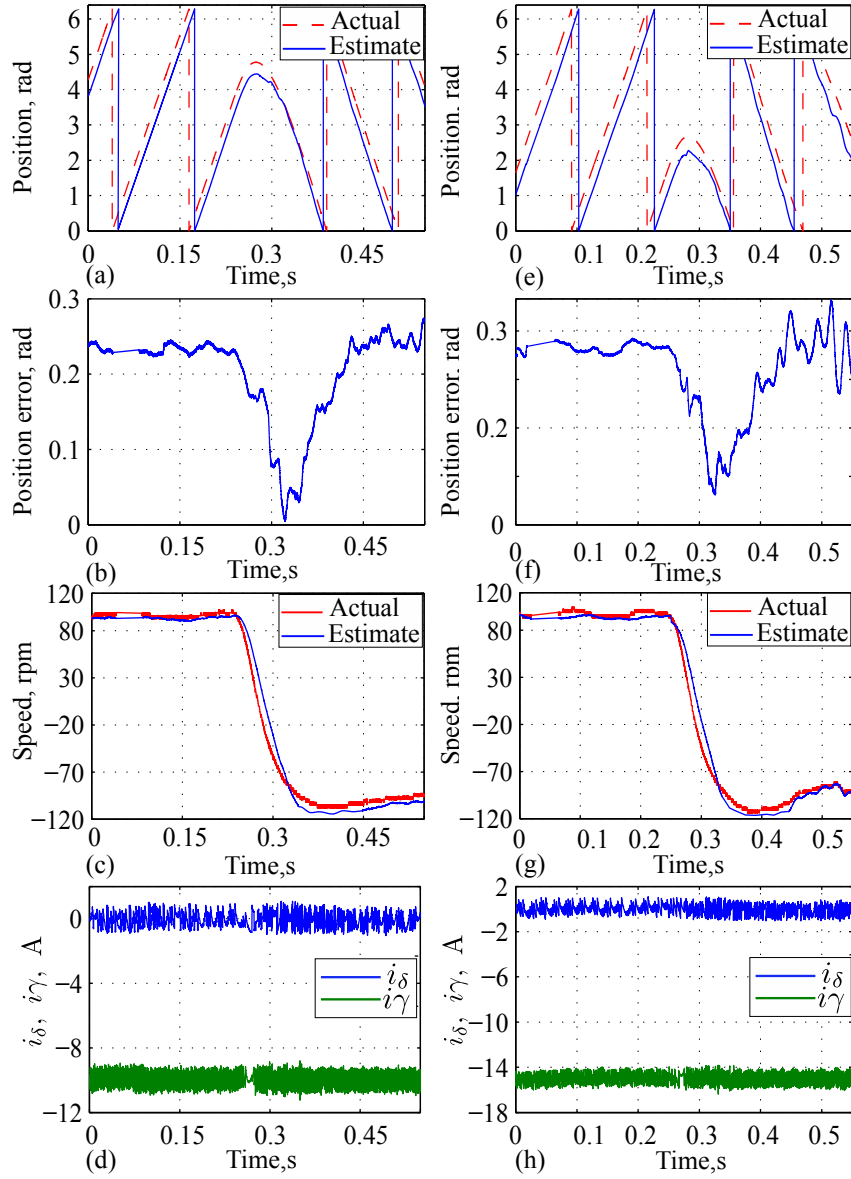 6
5
4
3
2
1
0
Position, rad
Actual
Estimate
0 0.15 0.3 0.45
(a) Time,s
6
5
4
3
2
1
0
Position, rad
Actual
Estimate
0 0.1 0.2 0.3 0.4 0.5
(e) Time,s
0.3
0.2
0.1
0
Position error, rad
0 0.15 0.3 0.45
(b) Time,s
0.3
0.2
0
Position error, rad
0 0.1 0.2 0.3 0.4 0.5
(f) Time,s
120
80
30
−20
−70
−120
Speed, rpm
Actual
Estimate
0 0.15 0.3 0.45
(c) Time,s
120
80
30
−20
−70
−120
Speed, rpm
Actual
Estimate
0 0.1 0.2 0.3 0.4 0.5
(g) Time,s
0
−4
−8
−12
iδ, iγ, A
iδ
iγ
0 0.15 0.3 0.45
(d) Time,s
2
−2
−6
−10
−14
−18
iδ, iγ, A
iδ
iγ
0 0.1 0.2 0.3 0.4 0.5
(h) Time,s